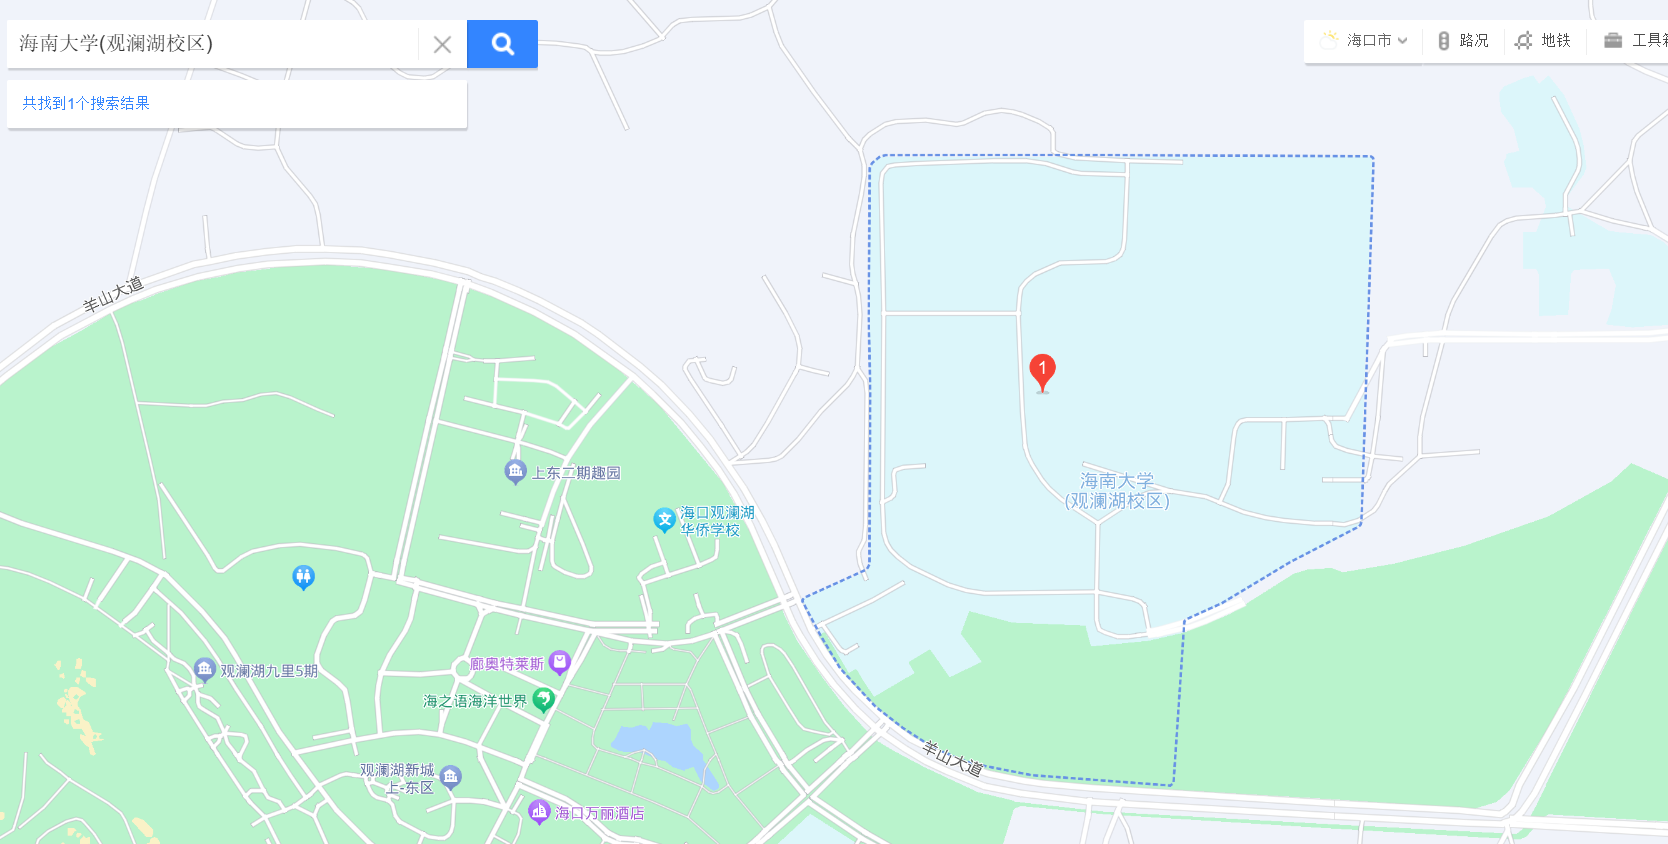 海南大学(观澜湖校区)
海口市
路况
地铁
工具箱
共找到1个搜索结果
羊山大道
1
上东二期趣园
海南大学
(观澜湖校区)
海口观澜湖
华侨学校
廊奥特莱斯
观澜湖九里5期
海之语海洋世界
羊山大道
观澜湖新城
上-东区
海口万丽酒店